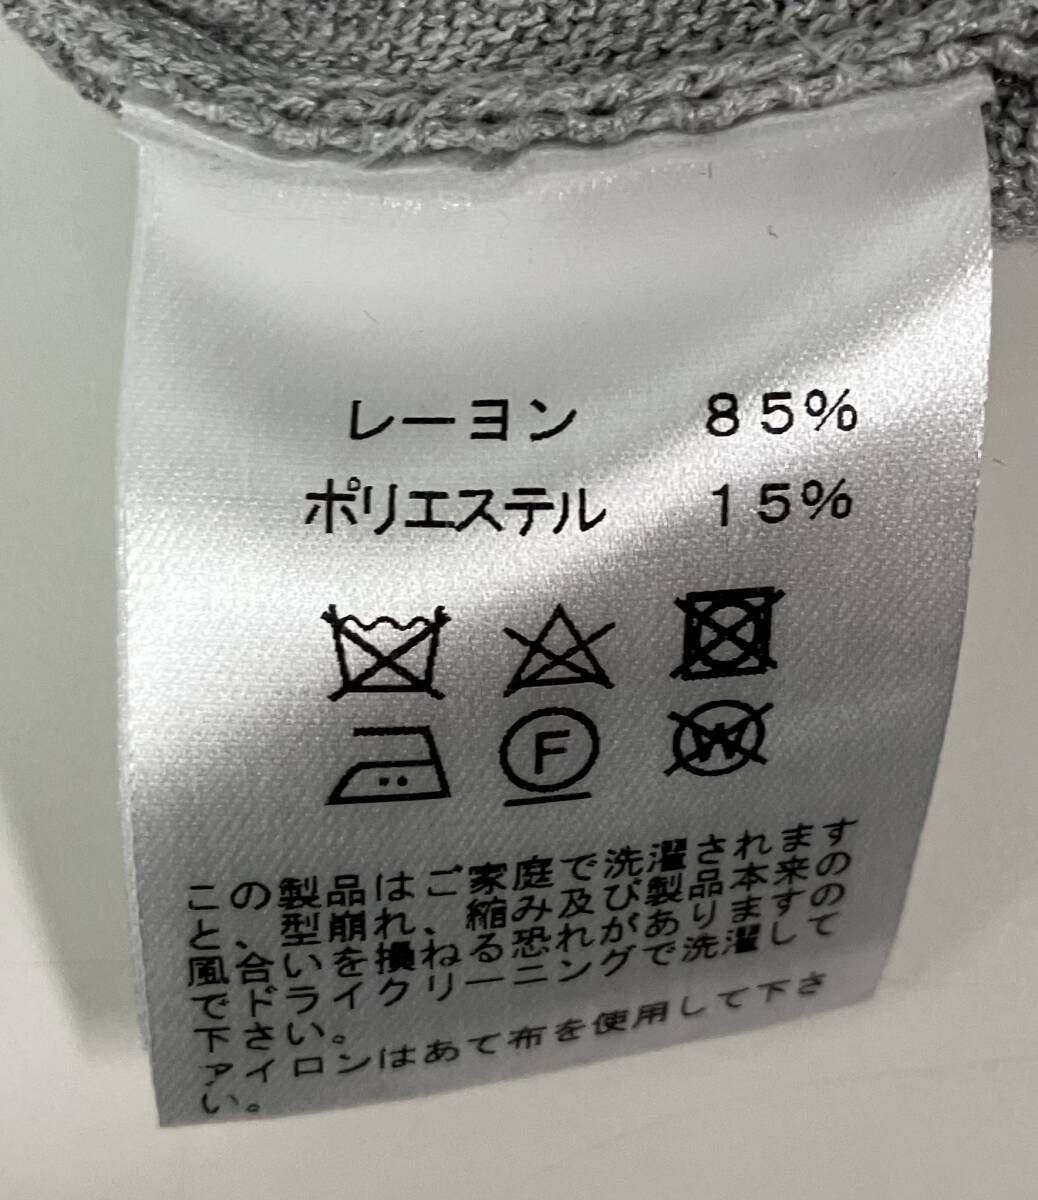 レーヨン 85%
ポリエステル 15%
F W
この製品はご家庭で洗濯されます
と、型崩れ、縮み及び製品本来の
風合いを損ねる恐れがありますの
でドライクリーニングで洗濯して
下さい。
アイロンはあて布を使用して下さ
い。